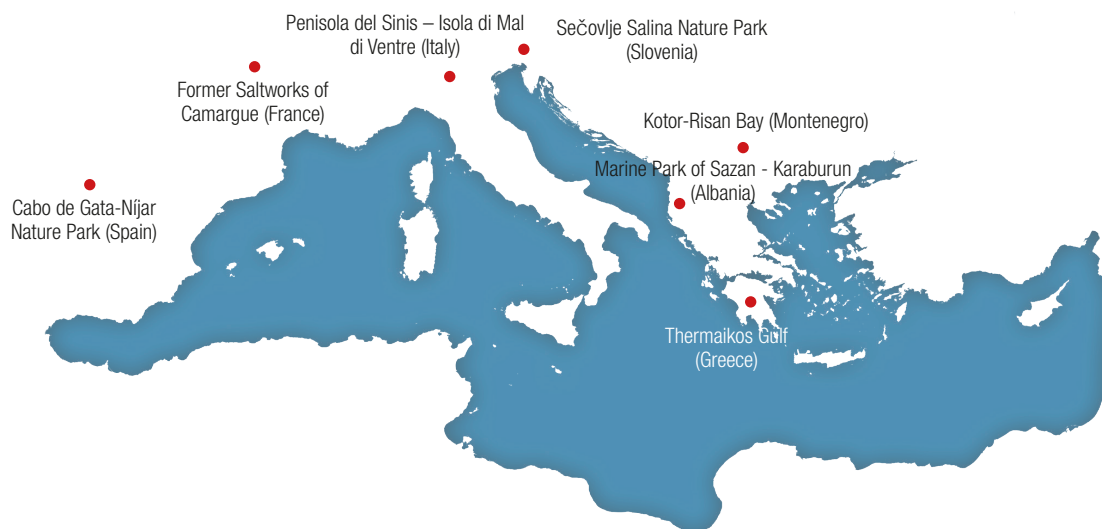 Penisola del Sinis – Isola di Mal
di Ventre (Italy)
Sečovlje Salina Nature Park
(Slovenia)
Former Saltworks of
Camargue (France)
Kotor-Risan Bay (Montenegro)
Marine Park of Sazan - Karaburun
(Albania)
Cabo de Gata-Níjar
Nature Park (Spain)
Thermaikos Gulf
(Greece)